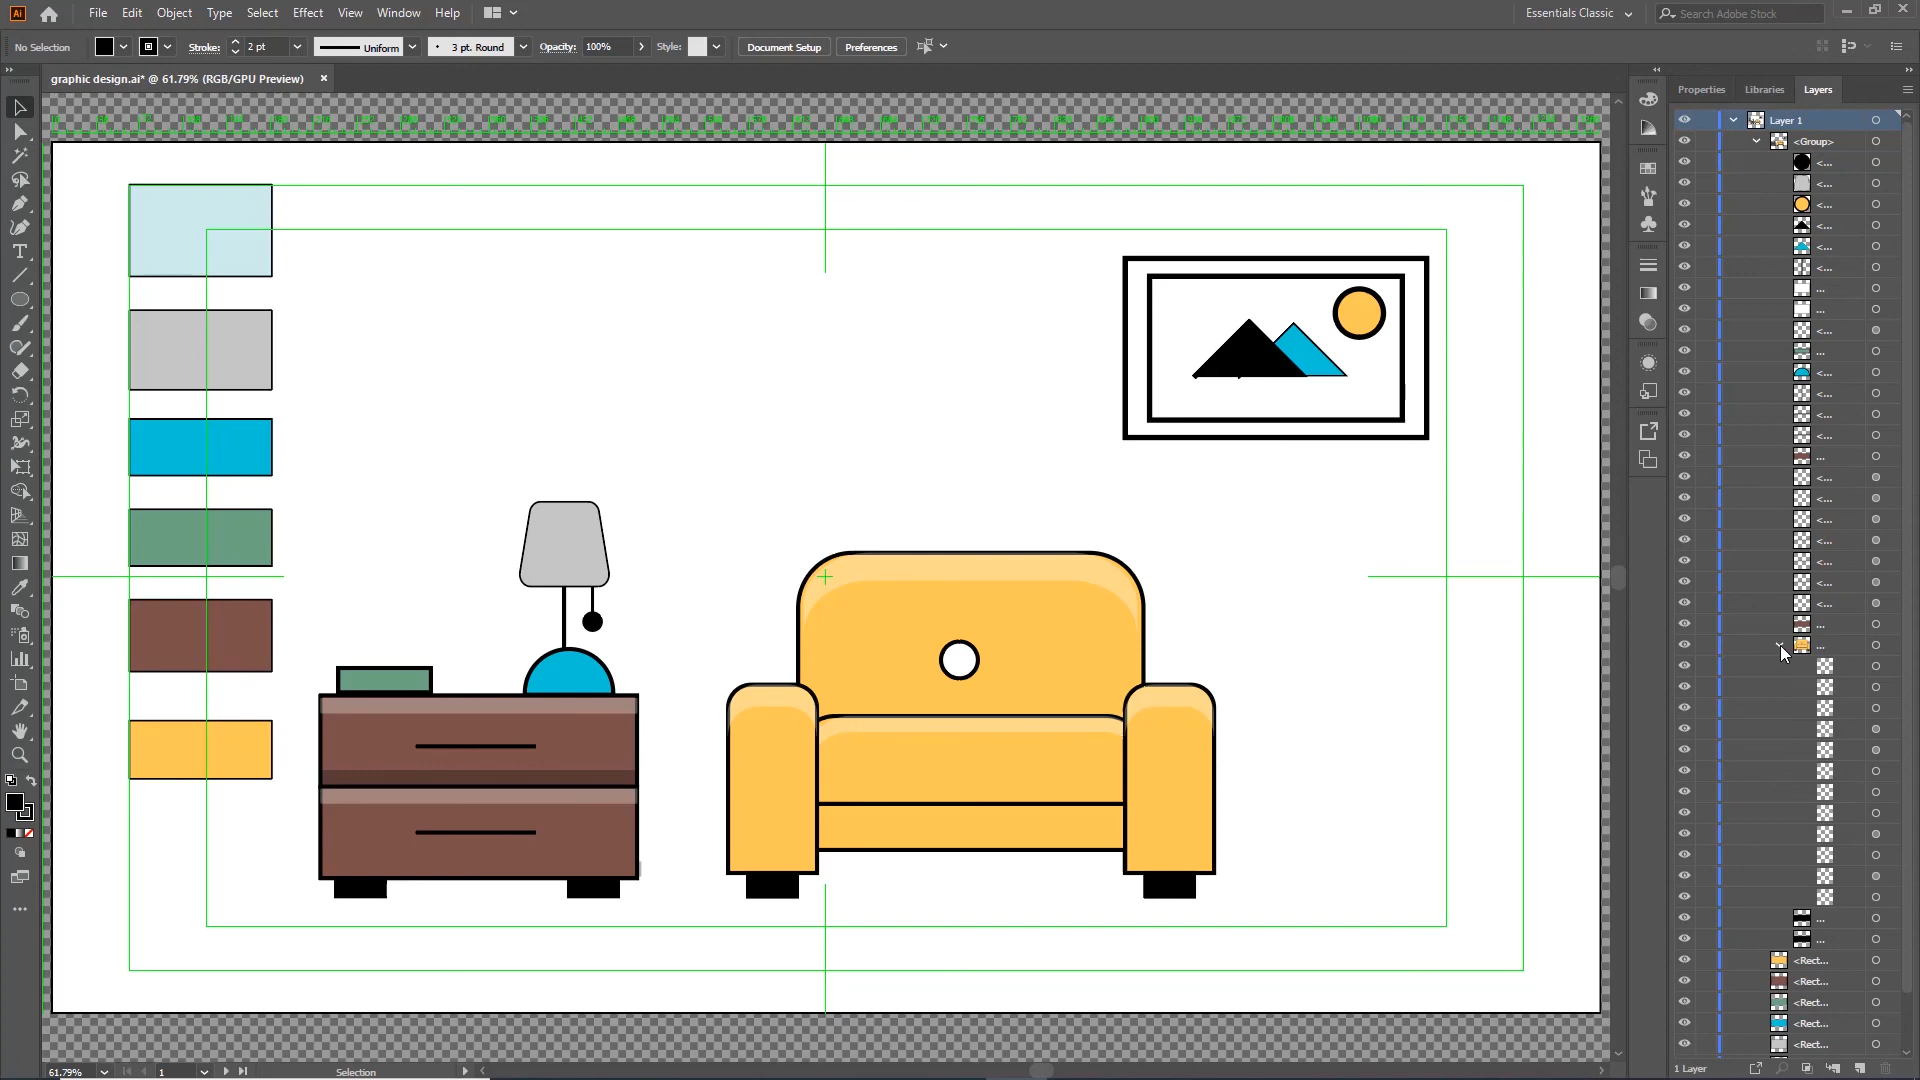 Ai File Edit Object Type Select Effect View Window Help Essentials Classic Search Adobe Stock
No Selection Stroke: 2 pt Uniform 3 pt. Round Opacity: 100% Style: Document Setup Preferences
graphic design.ai* @ 61.79% (RGB/GPU Preview) ×
Properties Libraries Layers
Layer 1
<Group>
<...
<...
<...
<...
<...
<...
...
...
<...
...
<...
<...
<...
<...
...
<...
<...
<...
<...
<...
<...
<...
...
...
...
...
<Rect...
<Rect...
<Rect...
<Rect...
<Rect...
61.79% 1 Selection 1 Layer